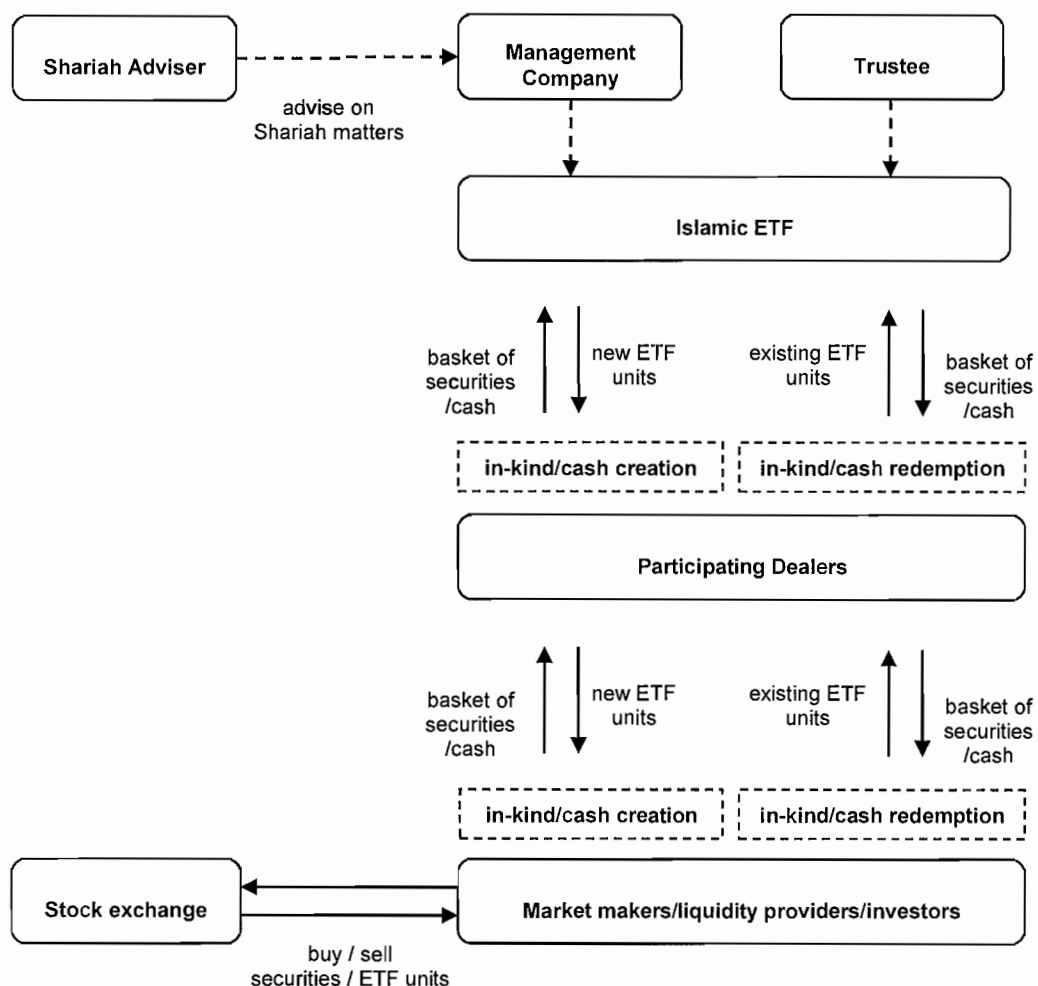 Shariah Adviser
Management
Company
Trustee
advise on
Shariah matters
Islamic ETF
basket of
securities
/cash
new ETF
units
existing ETF
units
basket of
securities
/cash
in-kind/cash creation
in-kind/cash redemption
Participating Dealers
basket of
securities
/cash
new ETF
units
existing ETF
units
basket of
securities
/cash
in-kind/cash creation
in-kind/cash redemption
Stock exchange
Market makers/liquidity providers/investors
buy / sell
securities / ETF units